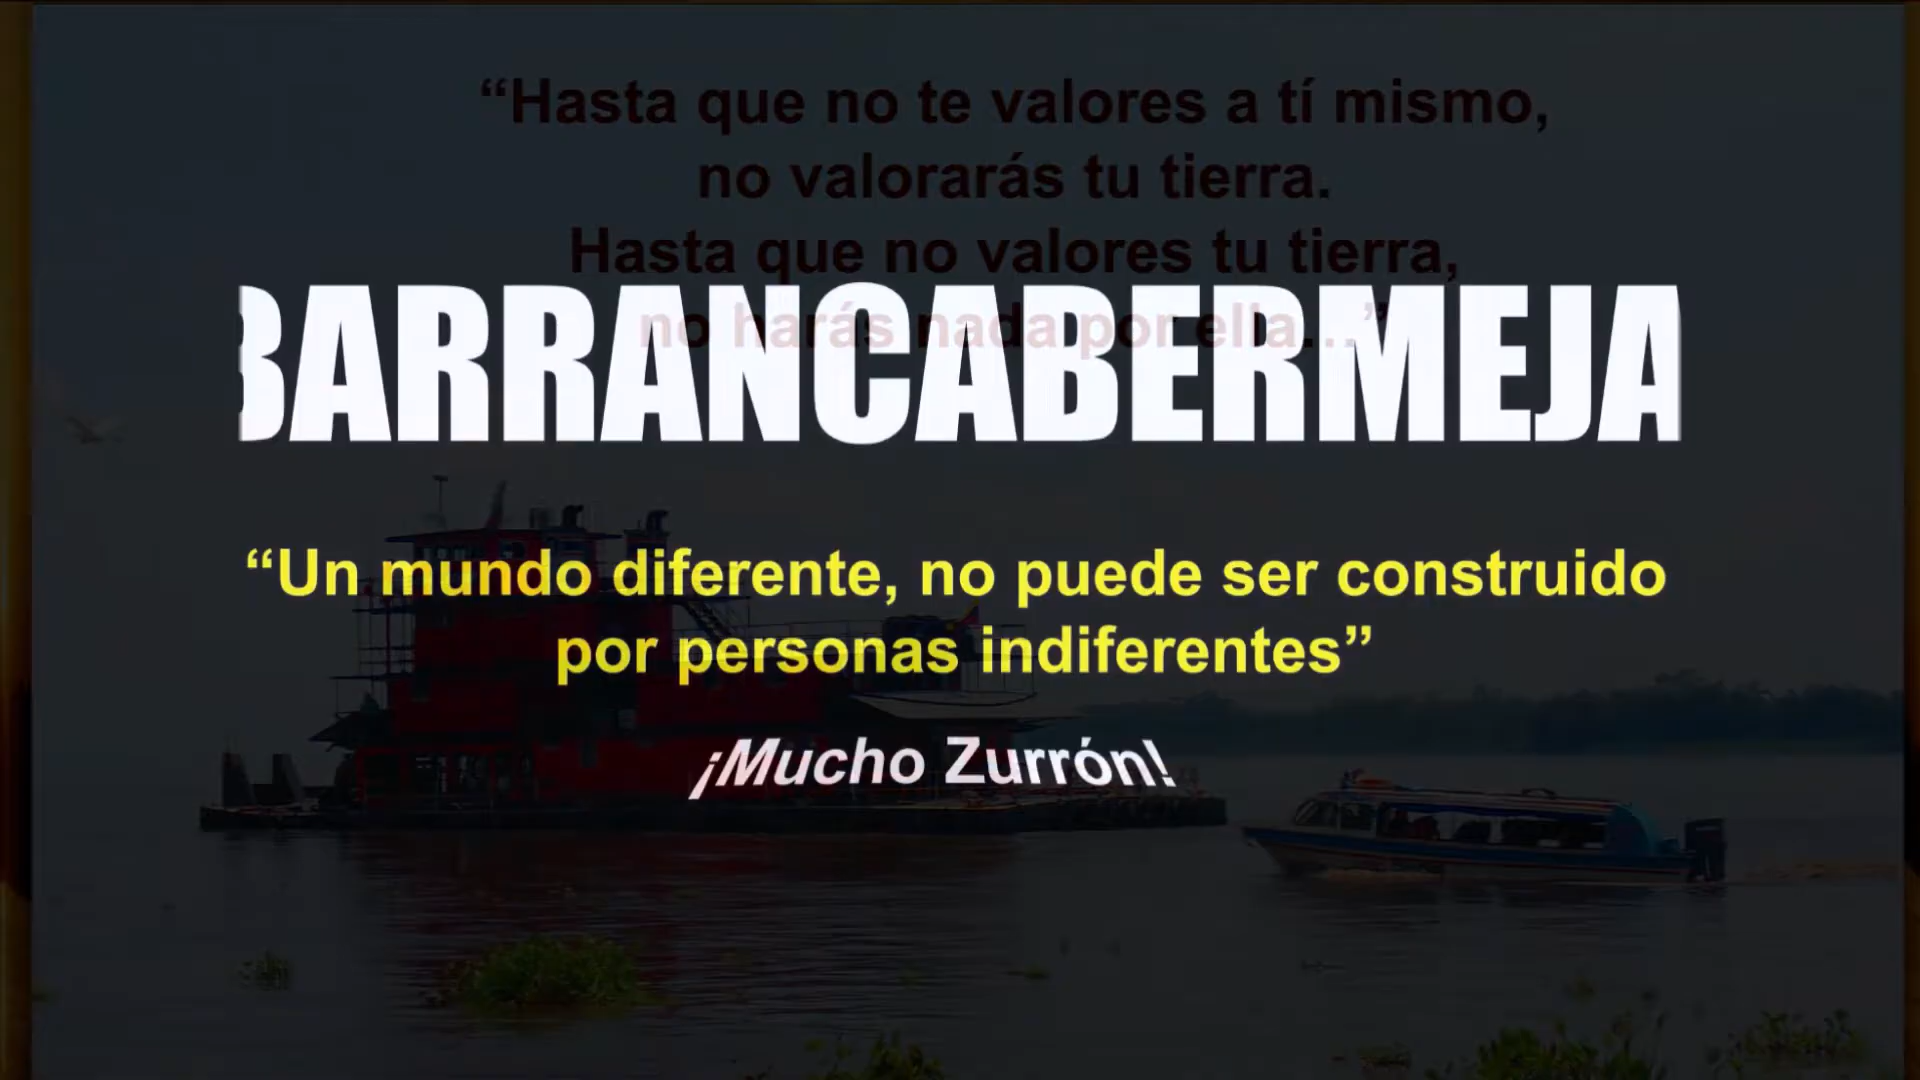 “Hasta que no te valores a tí mismo,
no valorarás tu tierra.
Hasta que no valores tu tierra,
no harás nada por ella...”
BARRANCABERMEJA
“Un mundo diferente, no puede ser construido
por personas indiferentes”
¡Mucho Zurrón!